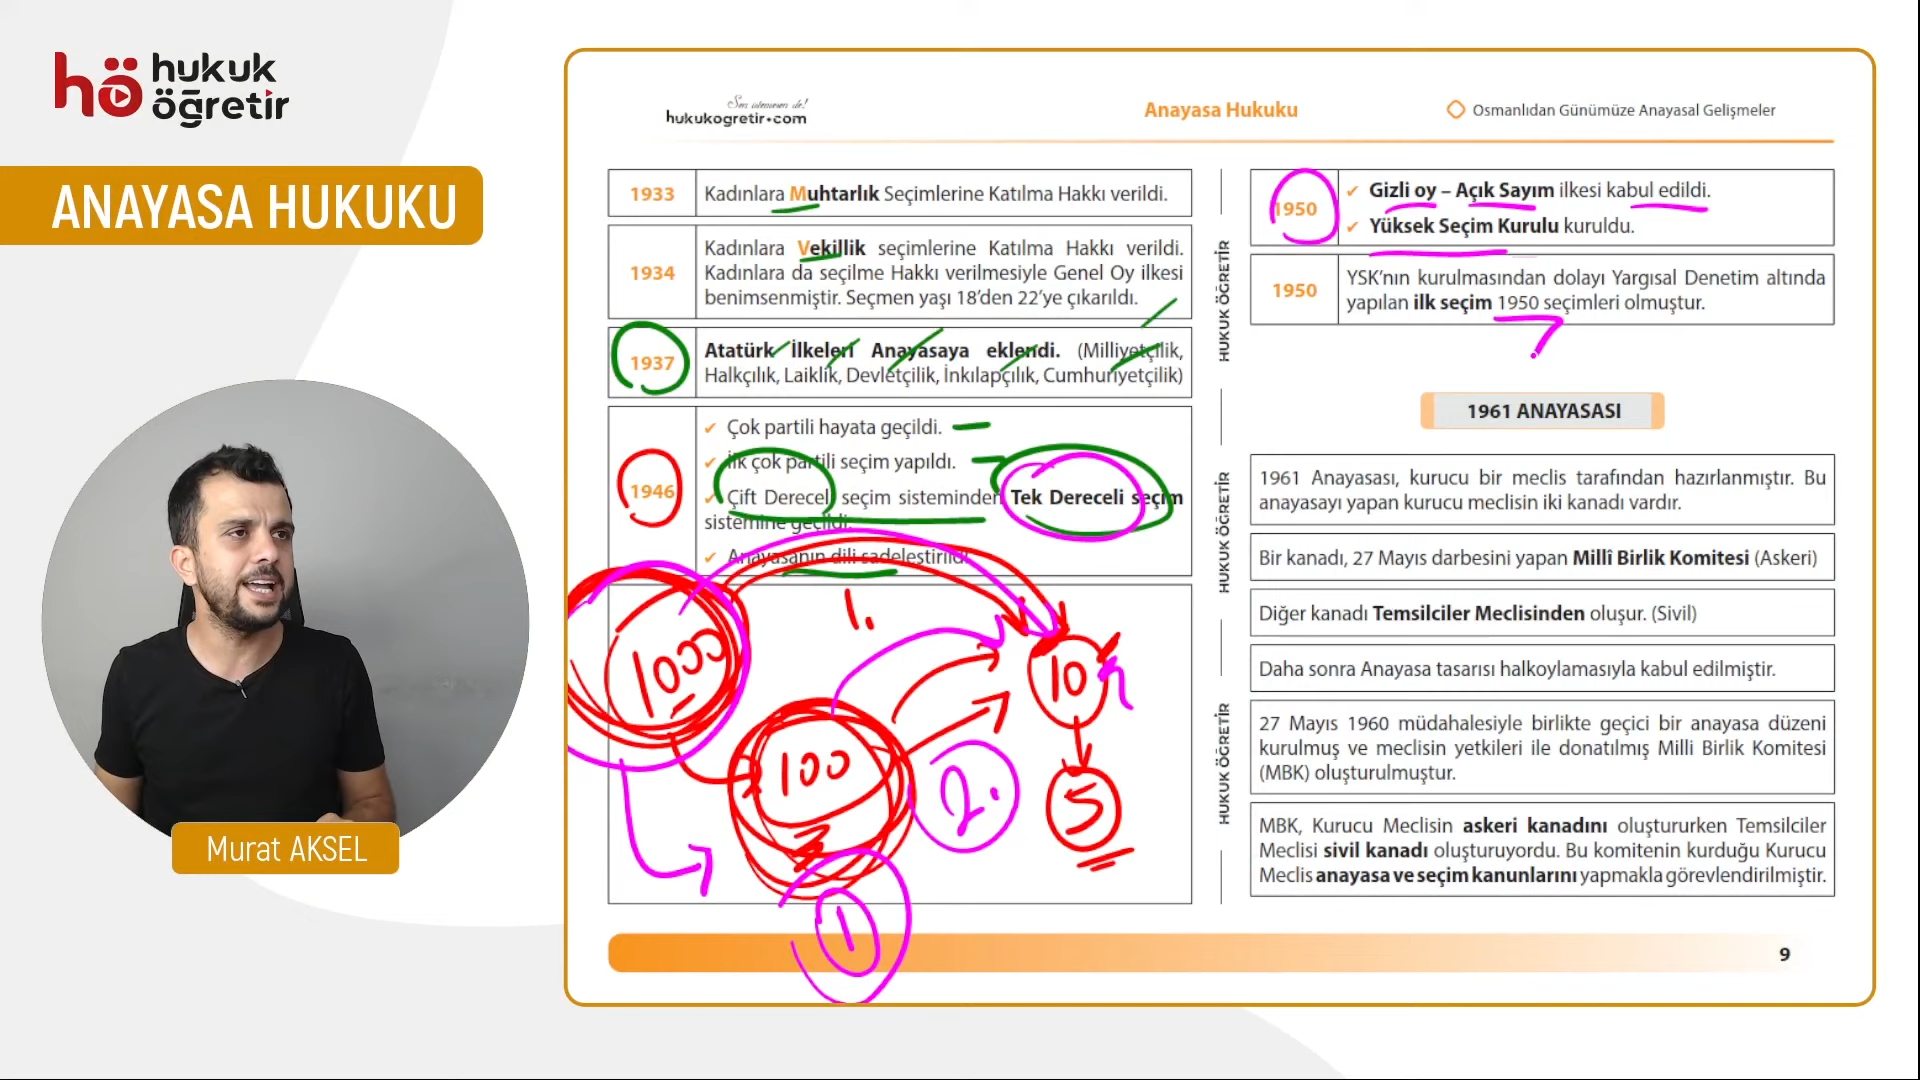 hö hukuk
öğretir
ANAYASA HUKUKU
Murat AKSEL
Sen istemesen de!
hukukogretir.com
Anayasa Hukuku
Osmanlıdan Günümüze Anayasal Gelişmeler
1933
Kadınlara Muhtarlık Seçimlerine Katılma Hakkı verildi.
1934
Kadınlara Vekillik seçimlerine Katılma Hakkı verildi.
Kadınlara da seçilme Hakkı verilmesiyle Genel Oy ilkesi
benimsenmiştir. Seçmen yaşı 18'den 22'ye çıkarıldı.
1937
Atatürk İlkeleri Anayasaya eklendi. (Milliyetçilik,
Halkçılık, Laiklik, Devletçilik, İnkılapçılık, Cumhuriyetçilik)
1946
✓ Çok partili hayata geçildi.
✓ İlk çok partili seçim yapıldı.
✓ Çift Dereceli seçim sisteminden Tek Dereceli seçim
sistemine geçildi.
✓ Anayasanın dili sadeleştirildi.
1.
1000
10
100
2.
5
1
HUKUK ÖĞRETİR
HUKUK ÖĞRETİR
HUKUK ÖĞRETİR
1950
✓ Gizli oy – Açık Sayım ilkesi kabul edildi.
✓ Yüksek Seçim Kurulu kuruldu.
1950
YSK'nın kurulmasından dolayı Yargısal Denetim altında
yapılan ilk seçim 1950 seçimleri olmuştur.
1961 ANAYASASI
1961 Anayasası, kurucu bir meclis tarafından hazırlanmıştır. Bu
anayasayı yapan kurucu meclisin iki kanadı vardır.
Bir kanadı, 27 Mayıs darbesini yapan Millî Birlik Komitesi (Askeri)
Diğer kanadı Temsilciler Meclisinden oluşur. (Sivil)
Daha sonra Anayasa tasarısı halkoylamasıyla kabul edilmiştir.
27 Mayıs 1960 müdahalesiyle birlikte geçici bir anayasa düzeni
kurulmuş ve meclisin yetkileri ile donatılmış Milli Birlik Komitesi
(MBK) oluşturulmuştur.
MBK, Kurucu Meclisin askeri kanadını oluştururken Temsilciler
Meclisi sivil kanadı oluşturuyordu. Bu komitenin kurduğu Kurucu
Meclis anayasa ve seçim kanunlarını yapmakla görevlendirilmiştir.
9